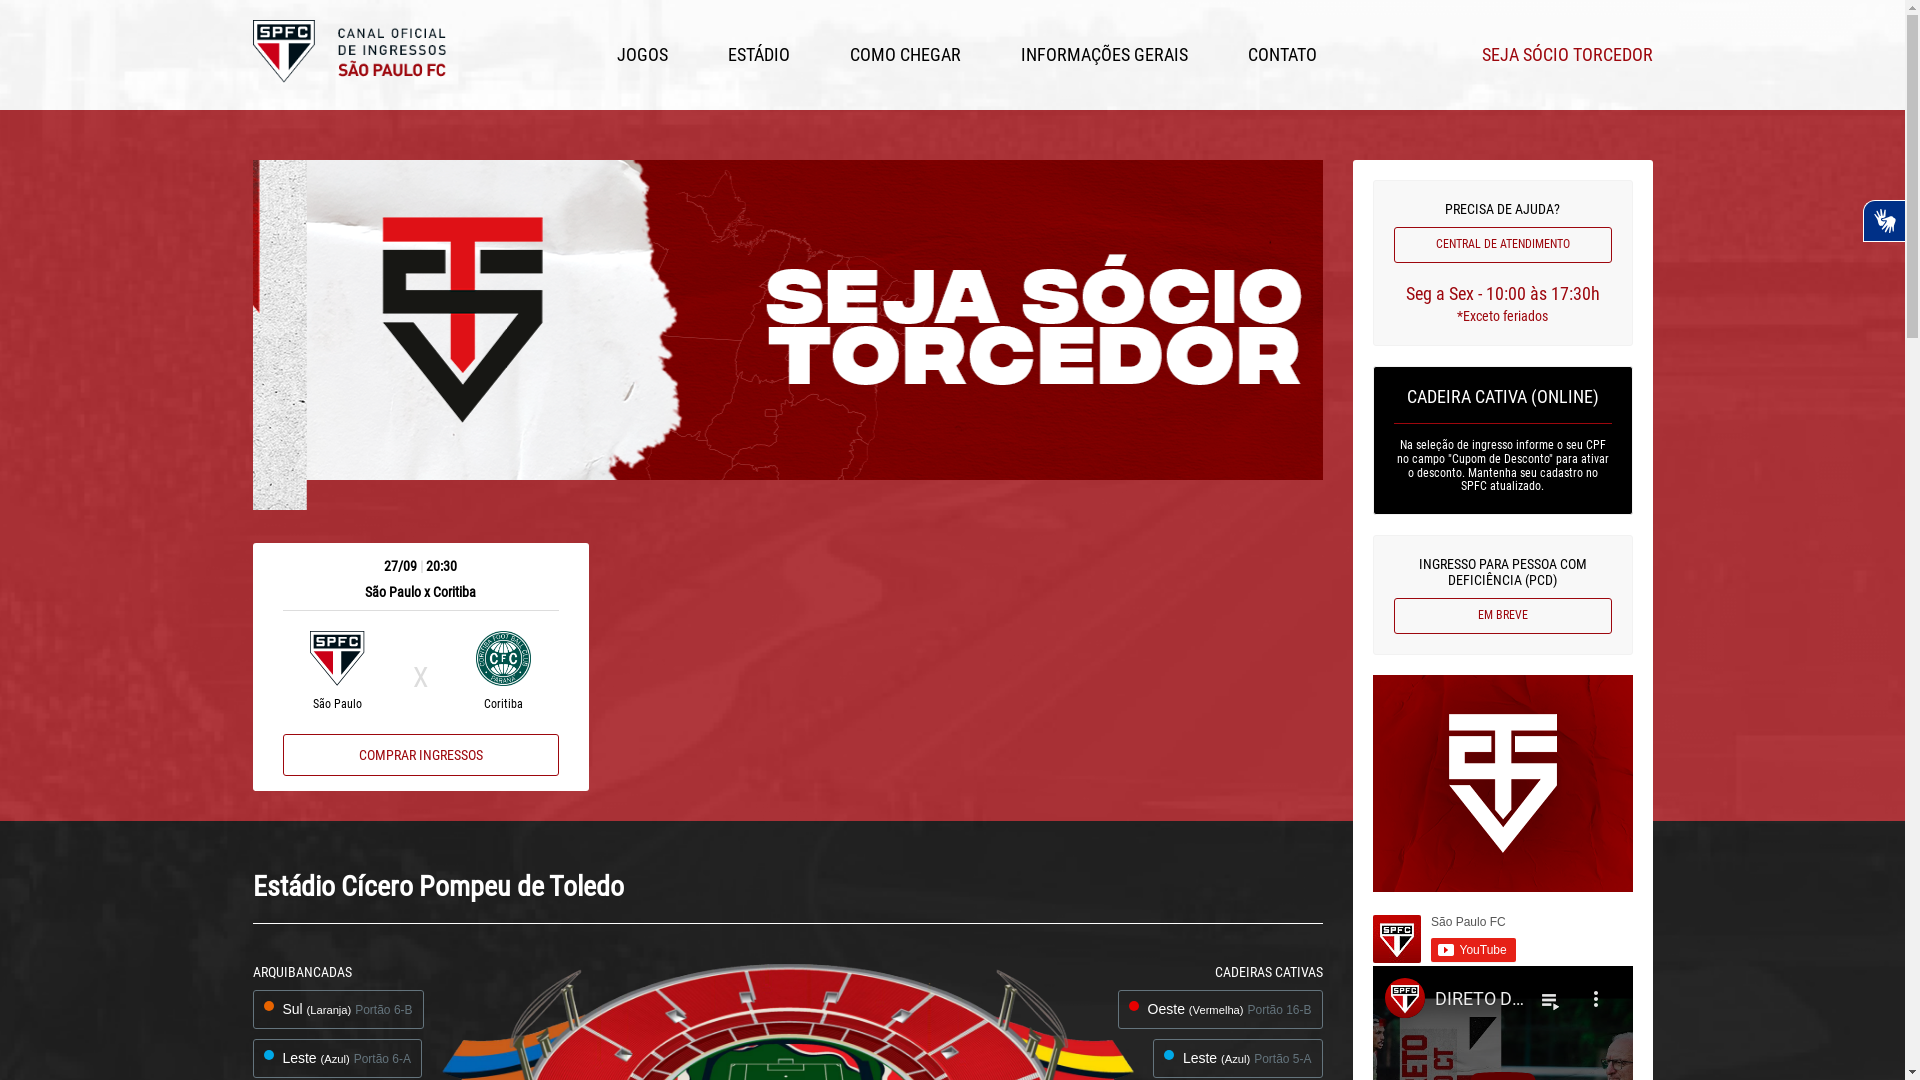 SPFC
CANAL OFICIAL
DE INGRESSOS
SÃO PAULO FC
JOGOS
ESTÁDIO
COMO CHEGAR
INFORMAÇÕES GERAIS
CONTATO
SEJA SÓCIO TORCEDOR
SEJA SÓCIO
TORCEDOR
PRECISA DE AJUDA?
CENTRAL DE ATENDIMENTO
Seg a Sex - 10:00 às 17:30h
*Exceto feriados
CADEIRA CATIVA (ONLINE)
Na seleção de ingresso informe o seu CPF
no campo "Cupom de Desconto" para ativar
o desconto. Mantenha seu cadastro no
SPFC atualizado.
INGRESSO PARA PESSOA COM
DEFICIÊNCIA (PCD)
EM BREVE
27/09 | 20:30
São Paulo x Coritiba
SPFC
X
CFC
São Paulo
Coritiba
COMPRAR INGRESSOS
Estádio Cícero Pompeu de Toledo
ARQUIBANCADAS
Sul (Laranja) Portão 6-B
Leste (Azul) Portão 6-A
CADEIRAS CATIVAS
Oeste (Vermelha) Portão 16-B
Leste (Azul) Portão 5-A
SPFC
São Paulo FC
YouTube
SPFC
DIRETO D...